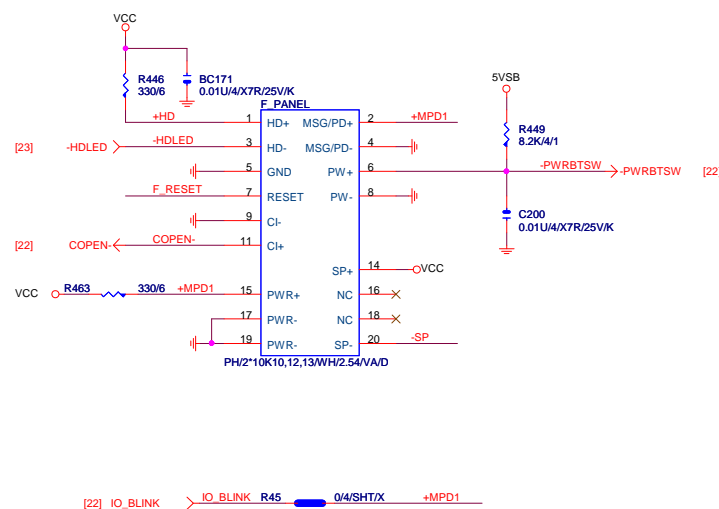 VCC
R446
330/6
BC171
0.01U/4/X7R/25V/K
5VSB
F_PANEL
+HD 1 HD+ MSG/PD+ 2 +MPD1
R449
8.2K/4/1
[23] -HDLED -HDLED 3 HD- MSG/PD- 4
5 GND PW+ 6 -PWRBTSW -PWRBTSW [22
F_RESET 7 RESET PW- 8
9 CI-
C200
0.01U/4/X7R/25V/K
[22] COPEN- COPEN- 11 CI+
SP+ 14 VCC
VCC R463 330/6 +MPD1 15 PWR+ NC 16
17 PWR- NC 18
19 PWR- SP- 20 -SP
PH/2*10K10,12,13/WH/2.54/VA/D
[22] IO_BLINK IO_BLINK R45 0/4/SHT/X +MPD1